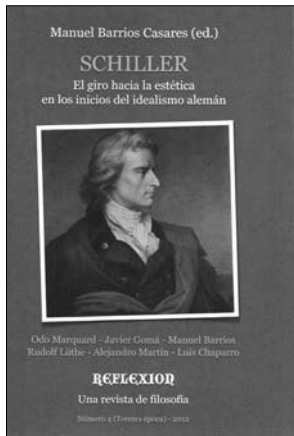 Manuel Barrios Casares (ed.)
SCHILLER
El giro hacia la estética
en los inicios del idealismo alemán
Odo Marquard - Javier Gomá - Manuel Barrios
Rudolf Lüthe - Alejandro Martín - Luis Chaparro
REFLEXION
Una revista de filosofía
Número 4 (Tercera época) - 2012